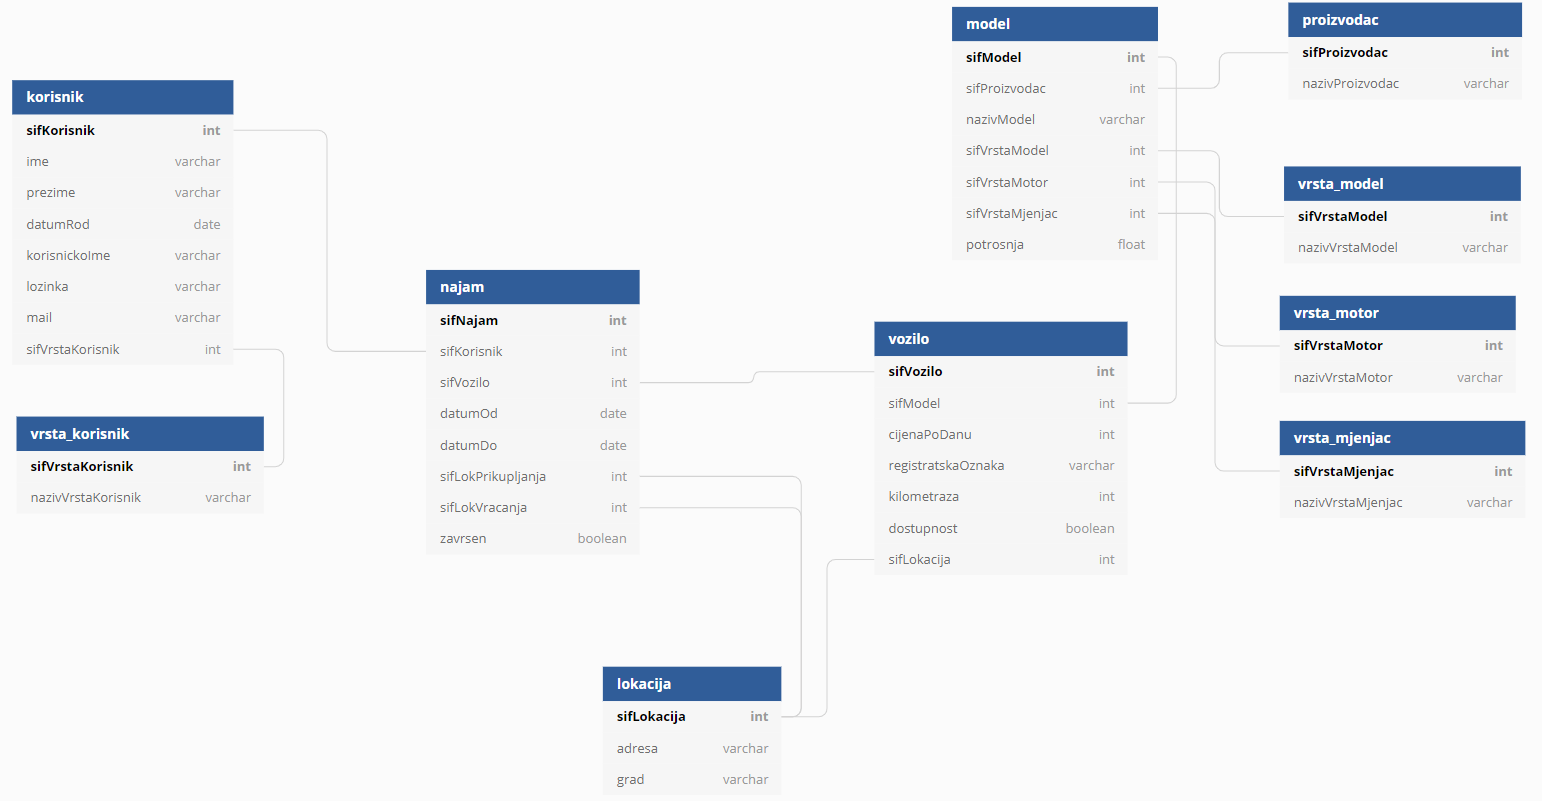 korisnik
sifKorisnik int
ime varchar
prezime varchar
datumRod date
korisnickoIme varchar
lozinka varchar
mail varchar
sifVrstaKorisnik int
vrsta_korisnik
sifVrstaKorisnik int
nazivVrstaKorisnik varchar
najam
sifNajam int
sifKorisnik int
sifVozilo int
datumOd date
datumDo date
sifLokPrikupljanja int
sifLokVracanja int
zavrsen boolean
lokacija
sifLokacija int
adresa varchar
grad varchar
vozilo
sifVozilo int
sifModel int
cijenaPoDanu int
registratskaOznaka varchar
kilometraza int
dostupnost boolean
sifLokacija int
model
sifModel int
sifProizvodac int
nazivModel varchar
sifVrstaModel int
sifVrstaMotor int
sifVrstaMjenjac int
potrosnja float
proizvodac
sifProizvodac int
nazivProizvodac varchar
vrsta_model
sifVrstaModel int
nazivVrstaModel varchar
vrsta_motor
sifVrstaMotor int
nazivVrstaMotor varchar
vrsta_mjenjac
sifVrstaMjenjac int
nazivVrstaMjenjac varchar